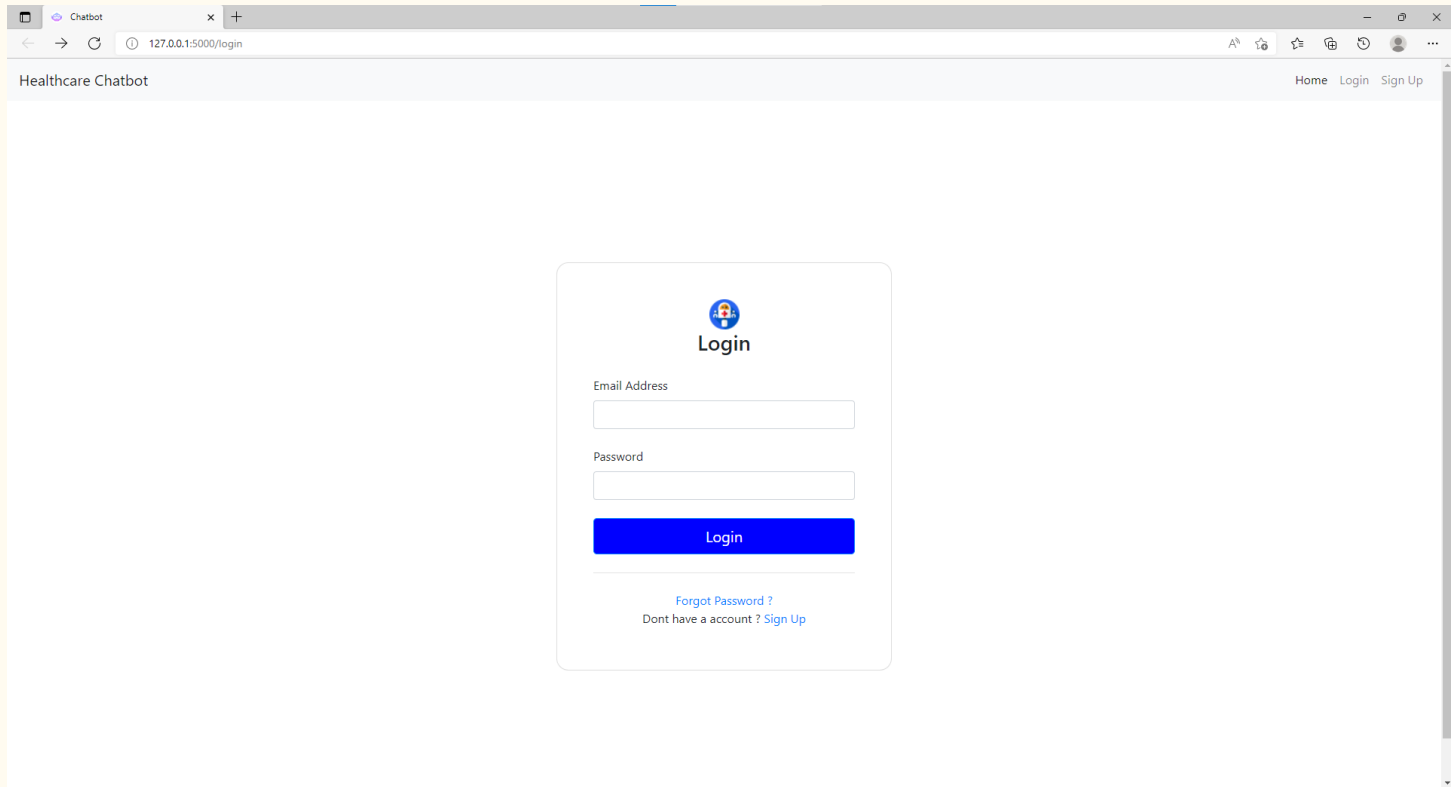 Chatbot
127.0.0.1:5000/login
Healthcare Chatbot
Home Login Sign Up
Login
Email Address
Password
Login
Forgot Password ?
Dont have a account ? Sign Up